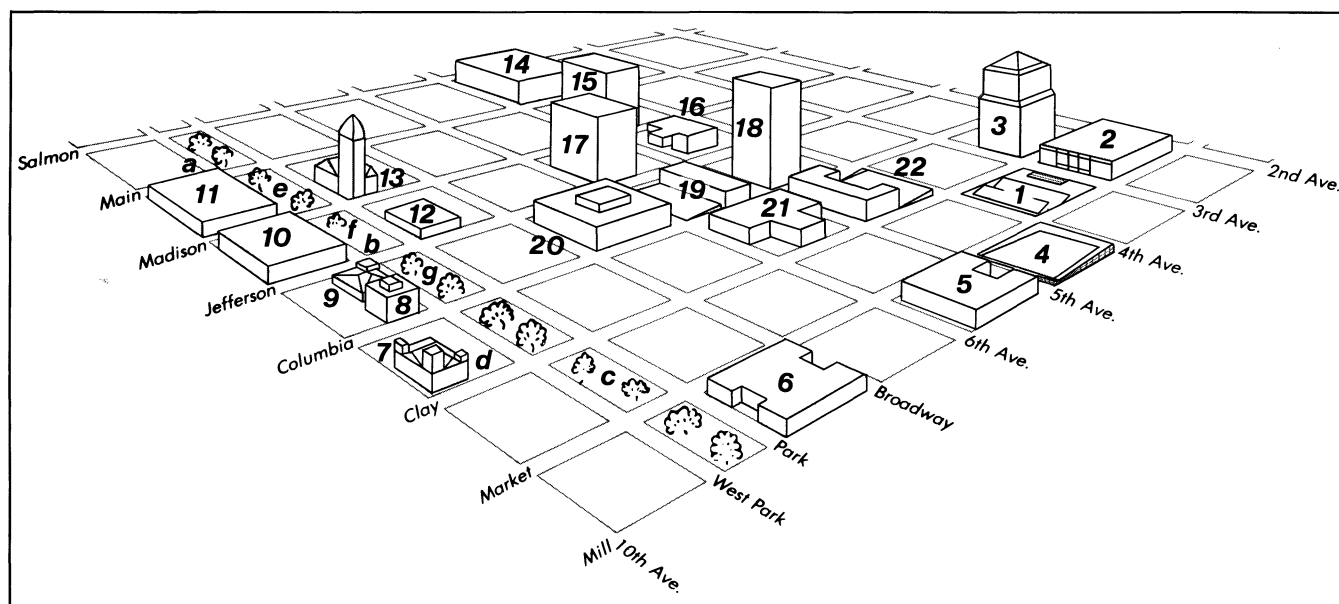 14
15
16
17
18
3
2
Salmon
a
13
e
22
2nd Ave.
Main
11
12
19
1
3rd Ave.
f
21
Madison
10
b
20
4
4th Ave.
g
5
5th Ave.
Jefferson
9
8
6th Ave.
Columbia
7
d
c
6
Broadway
Clay
Park
Market
West Park
Mill
10th Ave.